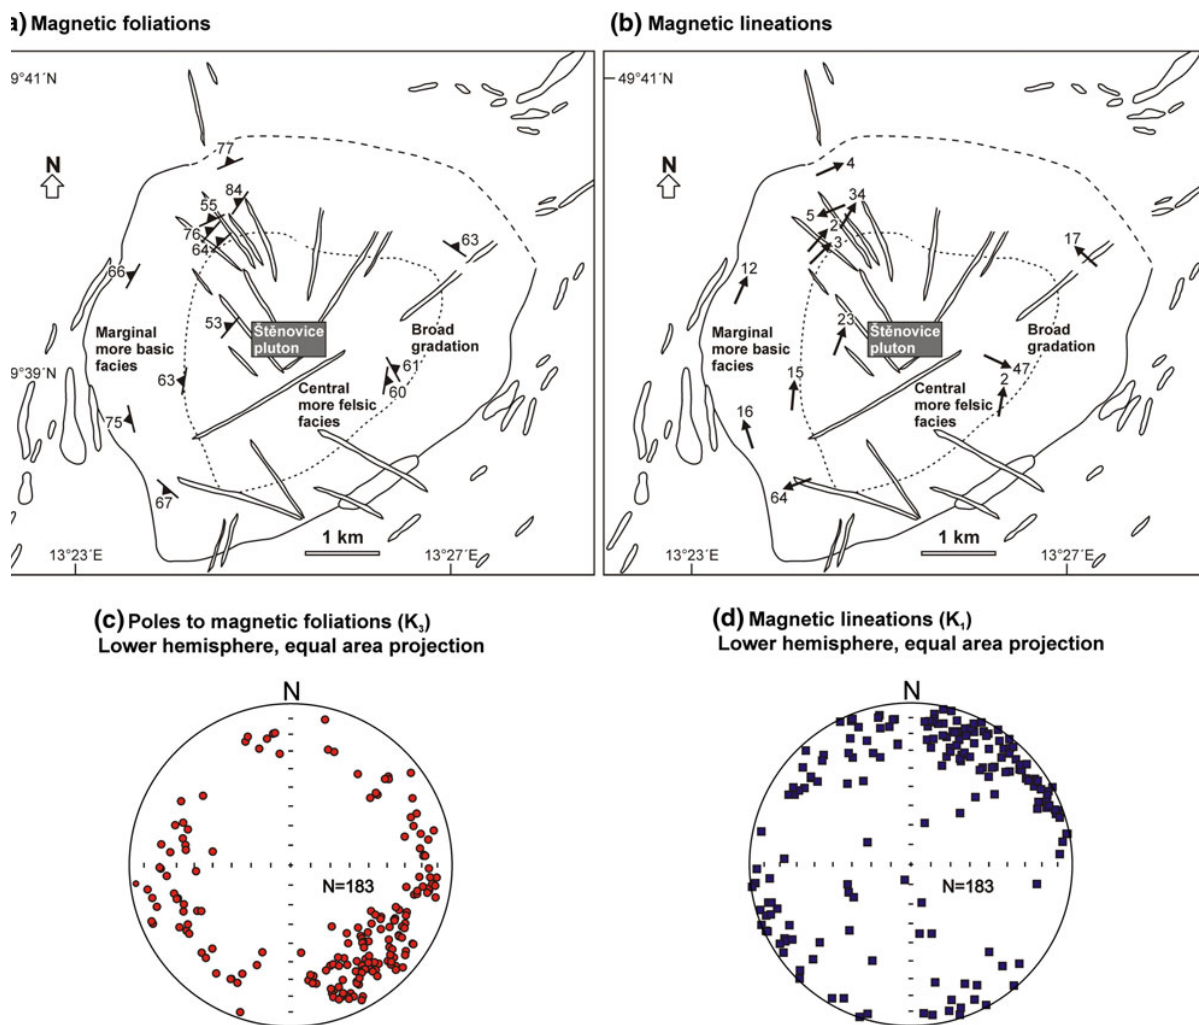 a) Magnetic foliations
9°41´N
N
77
84
55
76
64
63
66
53
Štěnovice
pluton
Marginal
more basic
facies
Broad
gradation
9°39´N
63
61
60
Central
more felsic
facies
75
67
1 km
13°23´E
13°27´E
(b) Magnetic lineations
49°41´N
N
4
34
5
2
3
17
12
23
Štěnovice
pluton
Marginal
more basic
facies
Broad
gradation
15
47
2
Central
more felsic
facies
16
64
1 km
13°23´E
13°27´E
(c) Poles to magnetic foliations (K3)
Lower hemisphere, equal area projection
N
N=183
(d) Magnetic lineations (K1)
Lower hemisphere, equal area projection
N
N=183